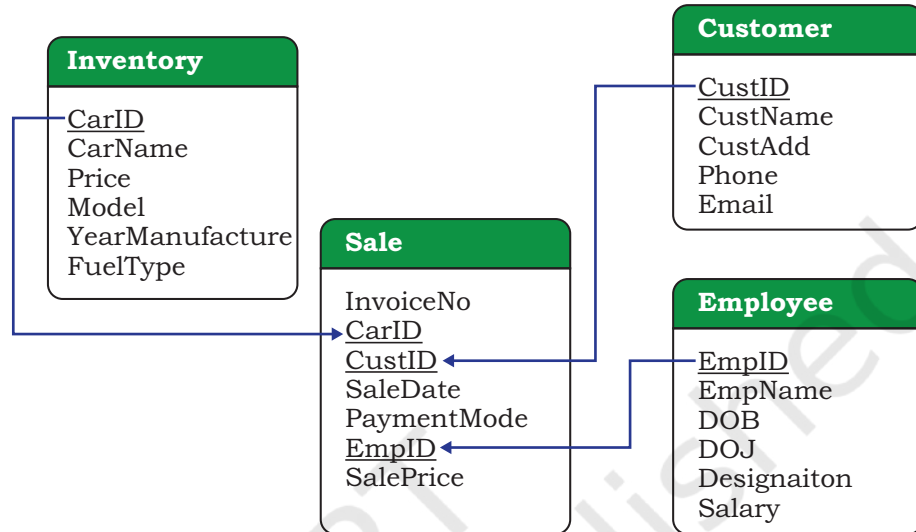 Inventory
CarID
CarName
Price
Model
YearManufacture
FuelType
Customer
CustID
CustName
CustAdd
Phone
Email
Sale
InvoiceNo
CarID
CustID
SaleDate
PaymentMode
EmpID
SalePrice
Employee
EmpID
EmpName
DOB
DOJ
Designaiton
Salary